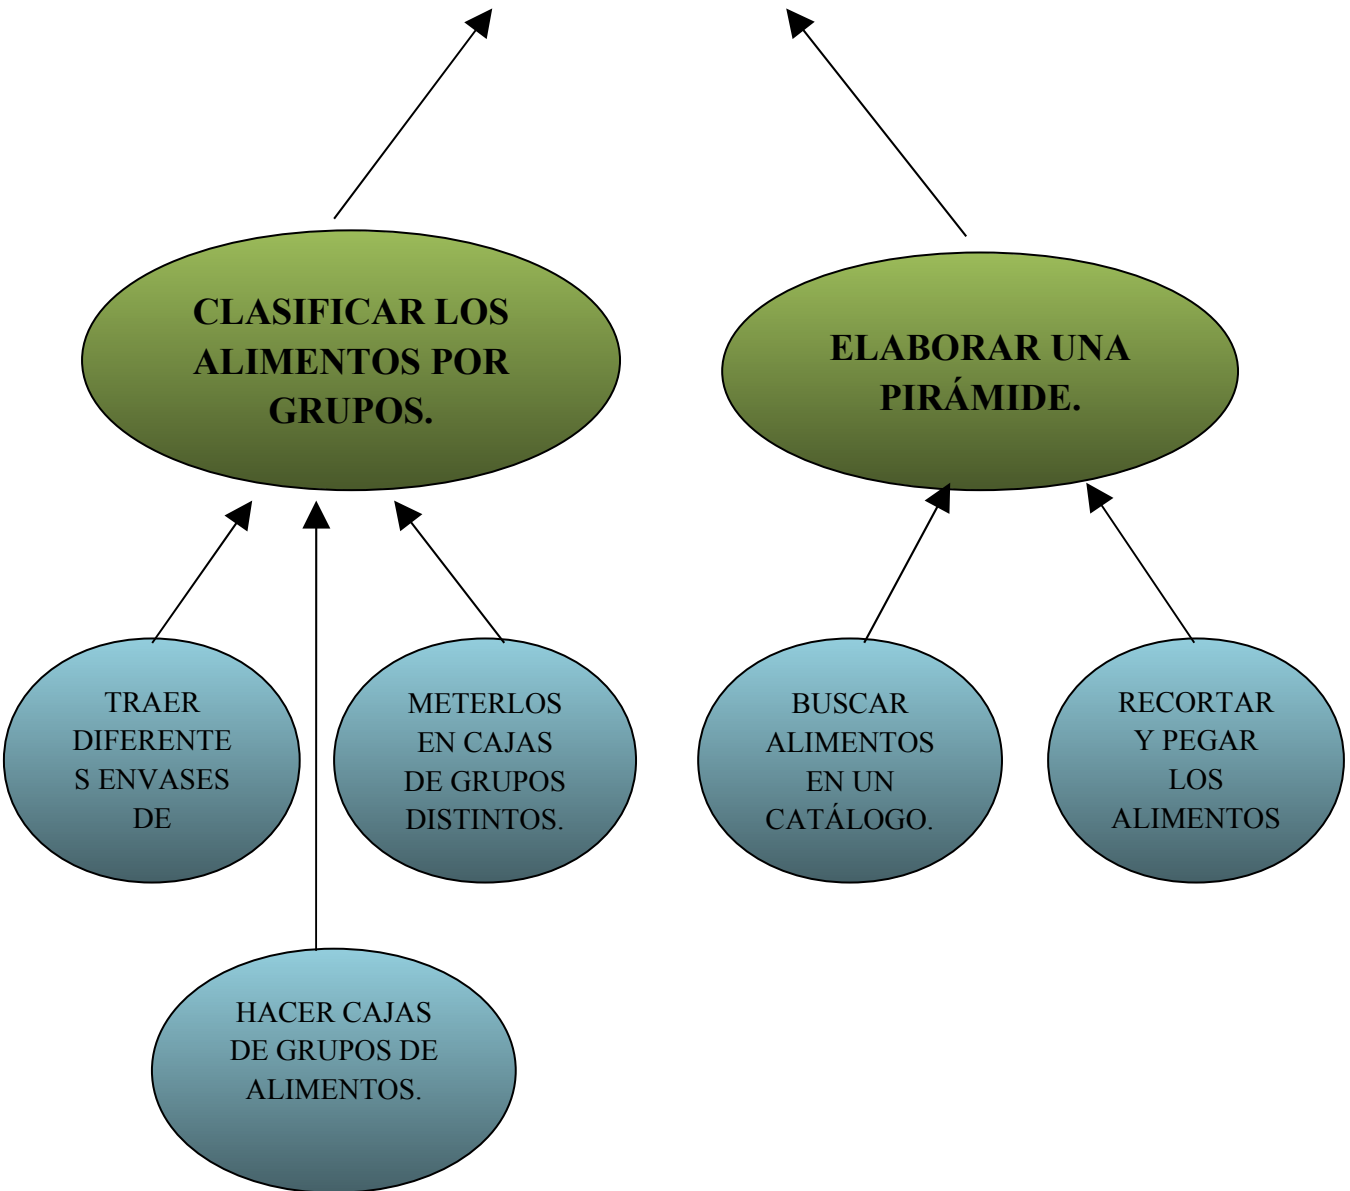 CLASIFICAR LOS
ALIMENTOS POR
GRUPOS.
ELABORAR UNA
PIRÁMIDE.
TRAER
DIFERENTE
S ENVASES
DE
METERLOS
EN CAJAS
DE GRUPOS
DISTINTOS.
BUSCAR
ALIMENTOS
EN UN
CATÁLOGO.
RECORTAR
Y PEGAR
LOS
ALIMENTOS
HACER CAJAS
DE GRUPOS DE
ALIMENTOS.